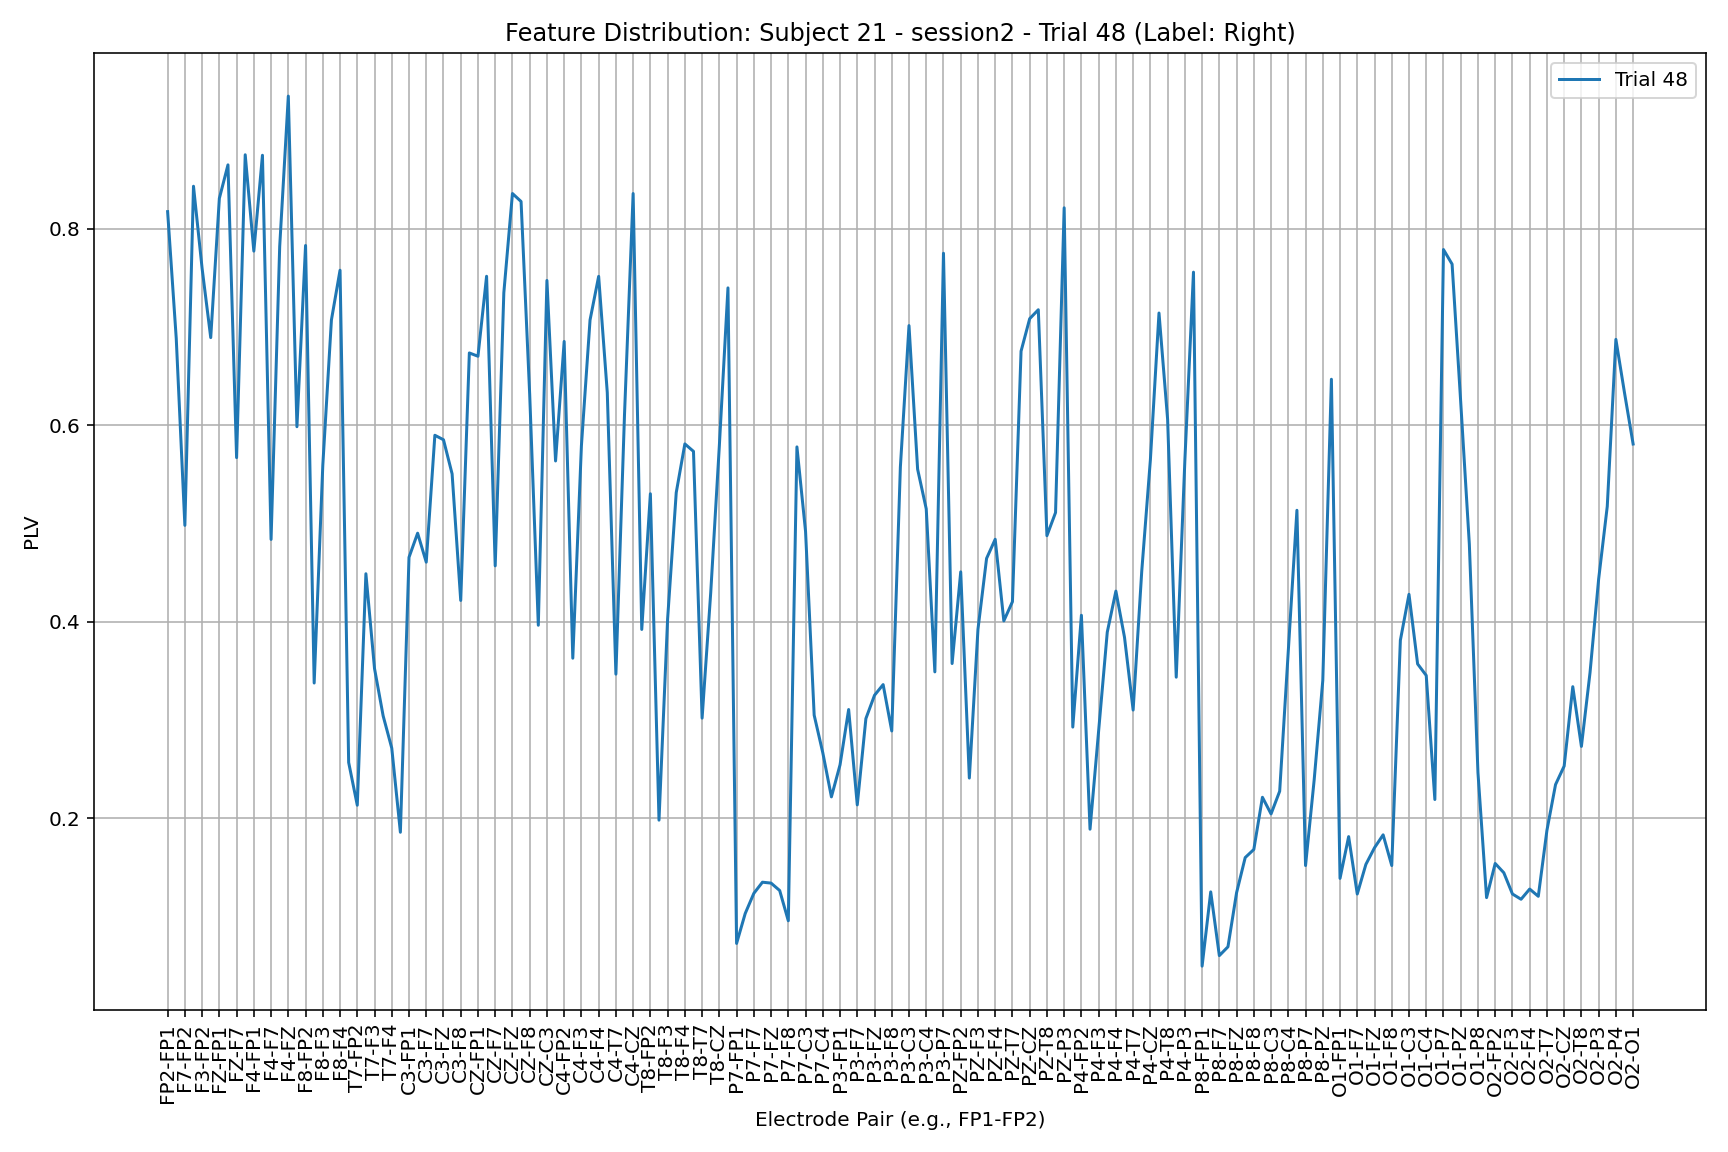 Feature Distribution: Subject 21 - session2 - Trial 48 (Label: Right)
Trial 48
PLV
0.8
0.6
0.4
0.2
FP2-FP1
F7-FP2
F3-FP2
FZ-FP1
FZ-F7
F4-FP1
F4-F7
F4-FZ
F8-FP2
F8-F3
F8-F4
T7-FP2
T7-F3
T7-F4
C3-FP1
C3-F7
C3-FZ
C3-F8
CZ-FP1
CZ-F7
CZ-FZ
CZ-F8
CZ-C3
C4-FP2
C4-F3
C4-F4
C4-T7
C4-CZ
T8-FP2
T8-F3
T8-F4
T8-T7
T8-CZ
P7-FP1
P7-F7
P7-FZ
P7-F8
P7-C3
P7-C4
P3-FP1
P3-F7
P3-FZ
P3-F8
P3-C3
P3-C4
P3-P7
PZ-FP2
PZ-F3
PZ-F4
PZ-T7
PZ-CZ
PZ-T8
PZ-P3
P4-FP2
P4-F3
P4-F4
P4-T7
P4-CZ
P4-T8
P4-P3
P8-FP1
P8-F7
P8-FZ
P8-F8
P8-C3
P8-C4
P8-P7
P8-PZ
O1-FP1
O1-F7
O1-FZ
O1-F8
O1-C3
O1-C4
O1-P7
O1-PZ
O1-P8
O2-FP2
O2-F3
O2-F4
O2-T7
O2-CZ
O2-T8
O2-P3
O2-P4
O2-O1
Electrode Pair (e.g., FP1-FP2)